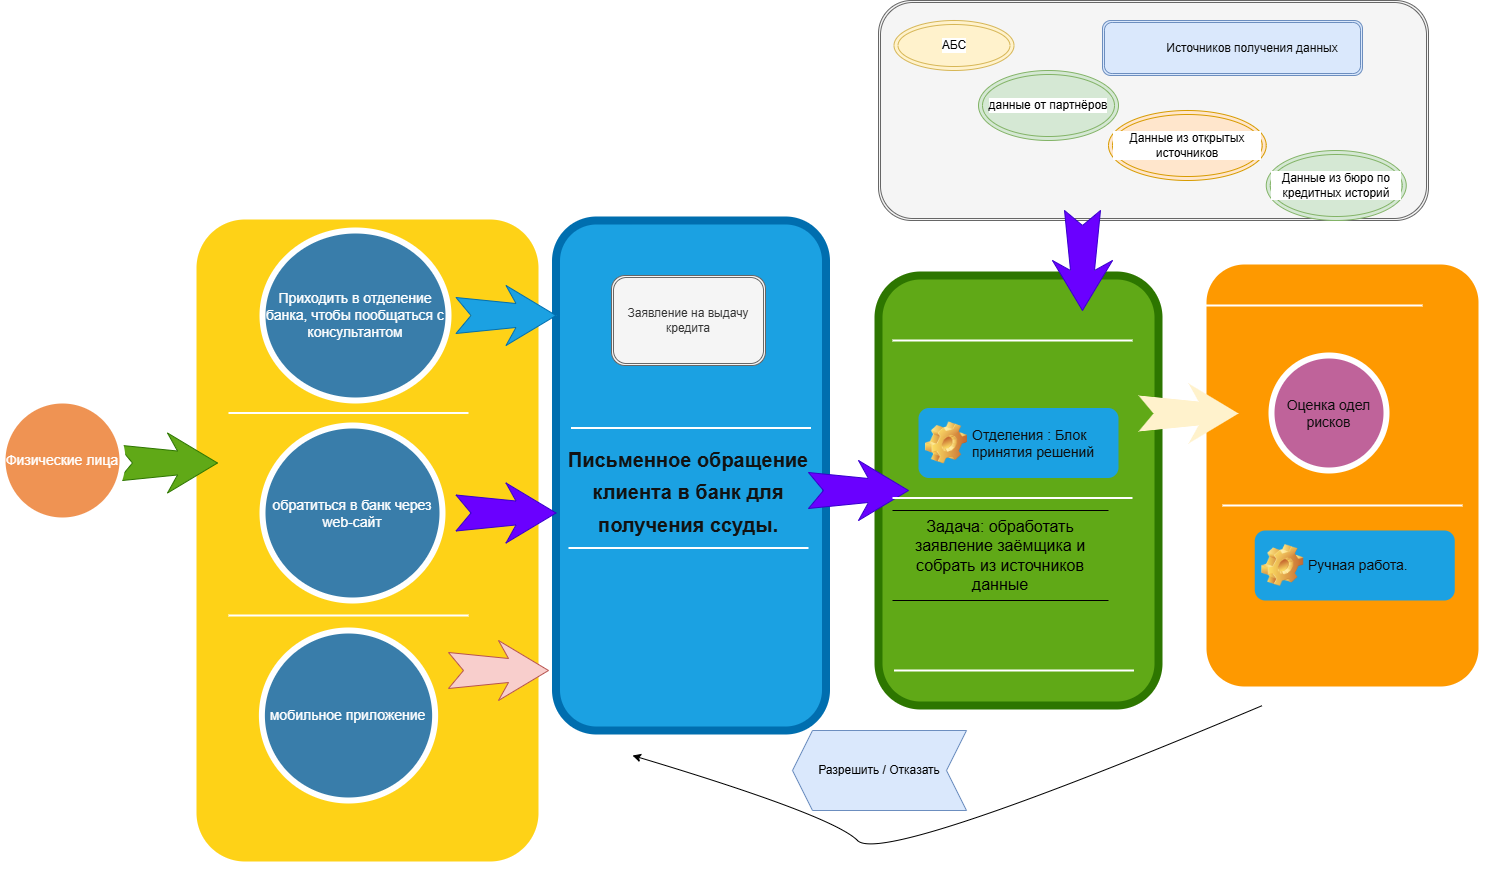 АБС
Источников получения данных
данные от партнёров
Данные из открытых
источников
Данные из бюро по
кредитных историй
Физические лица
Приходить в отделение
банка, чтобы пообщаться с
консультантом
обратиться в банк через
web-сайт
мобильное приложение
Заявление на выдачу
кредита
Письменное обращение
клиента в банк для
получения ссуды.
Отделения : Блок
принятия решений
Задача: обработать
заявление заёмщика и
собрать из источников
данные
Оценка одел
рисков
Ручная работа.
Разрешить / Отказать